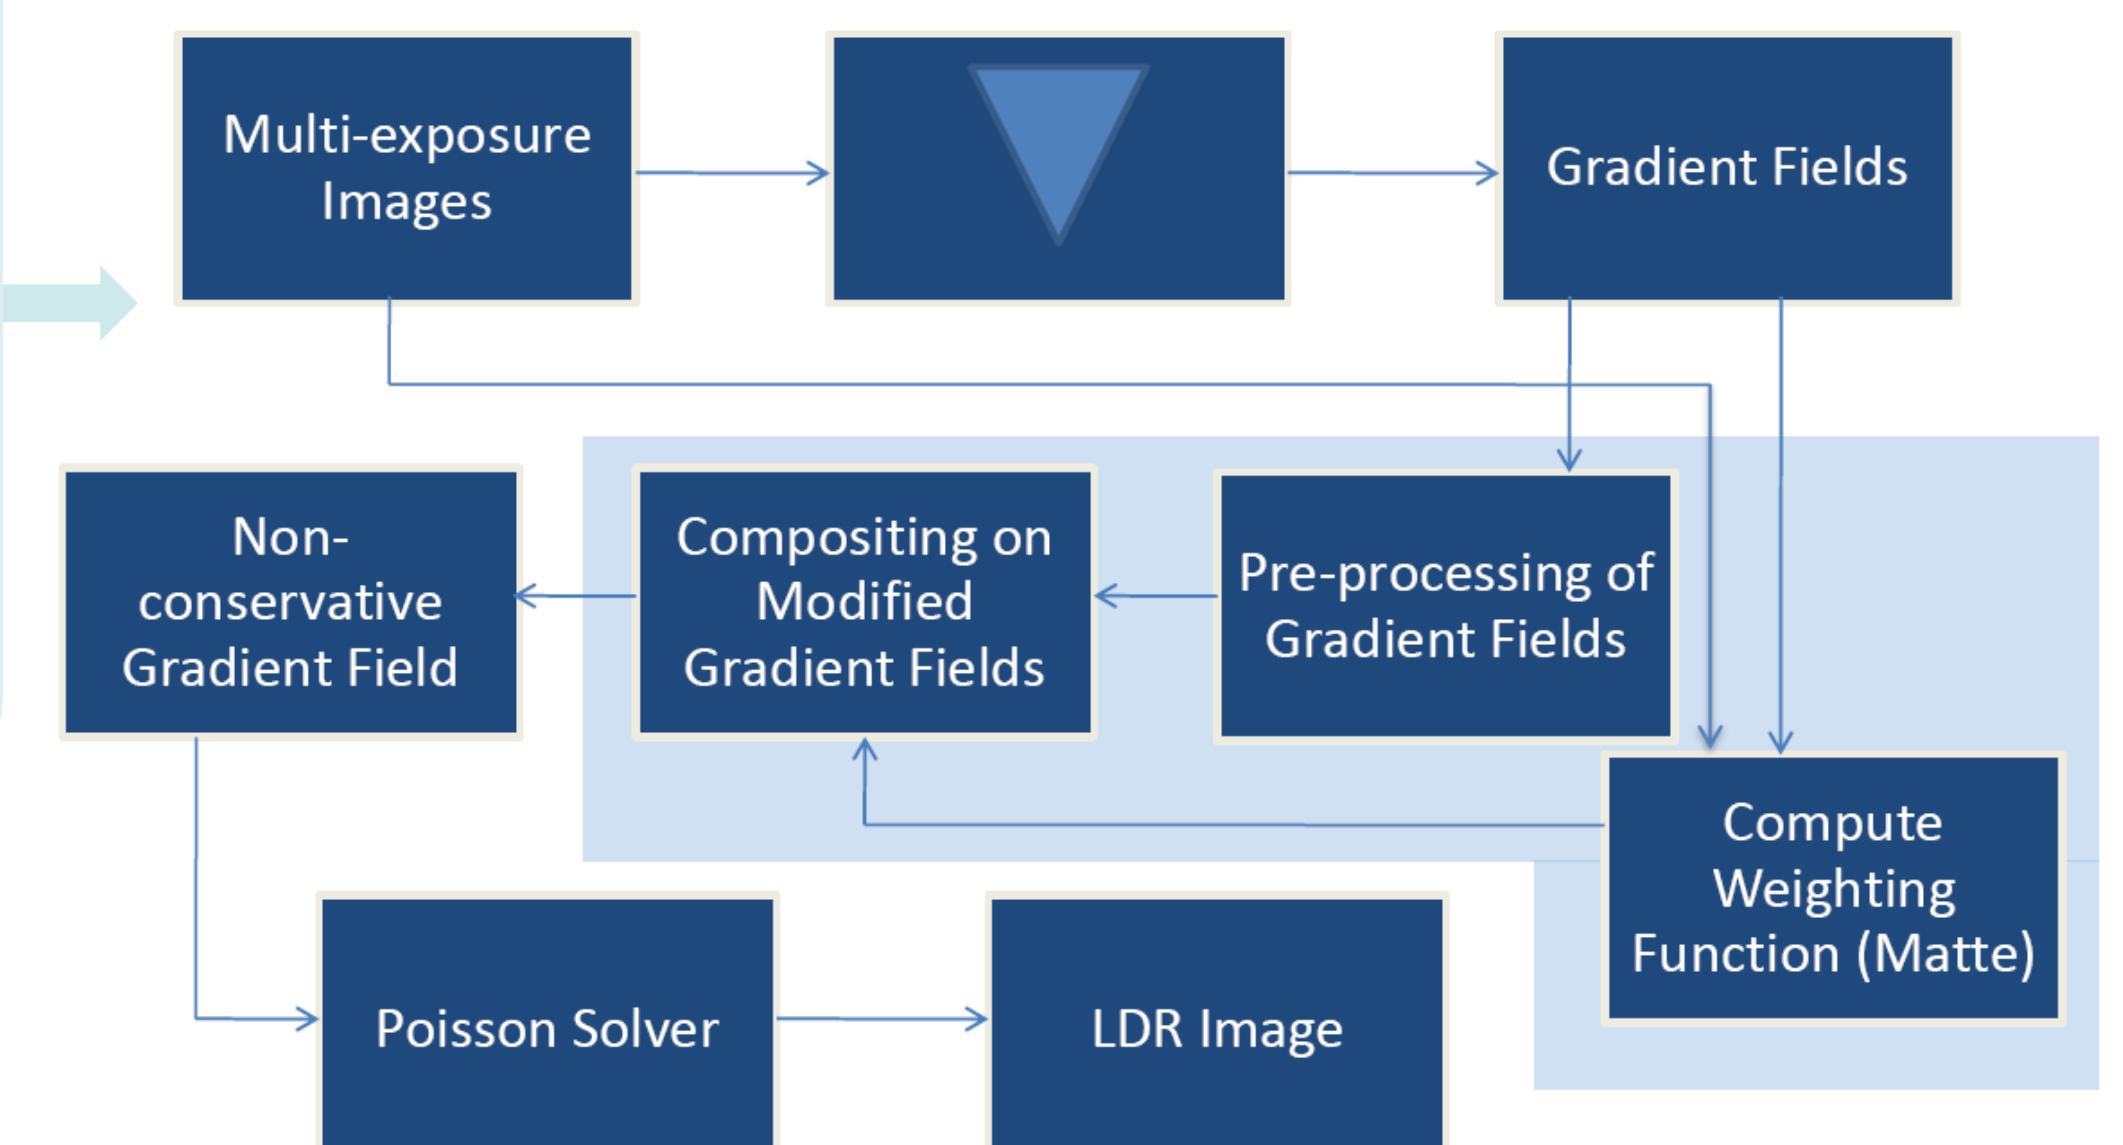 Multi-exposure
Images
Gradient Fields
Non-
conservative
Gradient Field
Compositing on
Modified
Gradient Fields
Pre-processing of
Gradient Fields
Compute
Weighting
Function (Matte)
Poisson Solver
LDR Image